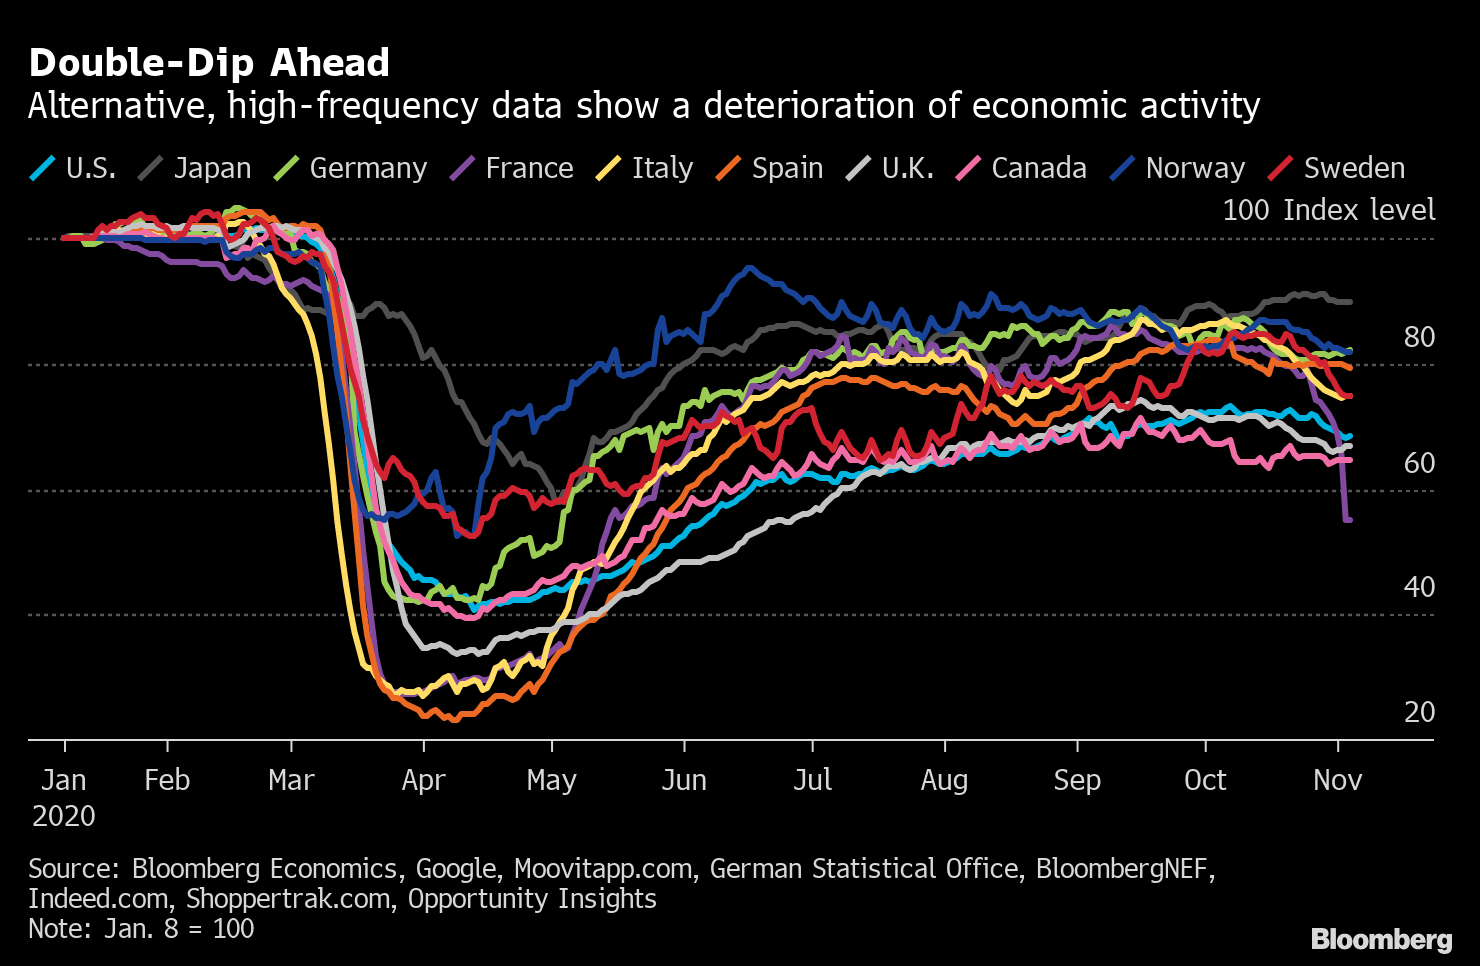 Double-Dip Ahead
Alternative, high-frequency data show a deterioration of economic activity
U.S. Japan Germany France Italy Spain U.K. Canada Norway Sweden
100 Index level
80
60
40
20
Jan Feb Mar Apr May Jun Jul Aug Sep Oct Nov
2020
Source: Bloomberg Economics, Google, Moovitapp.com, German Statistical Office, BloombergNEF,
Indeed.com, Shoppertrak.com, Opportunity Insights
Note: Jan. 8 = 100
Bloomberg